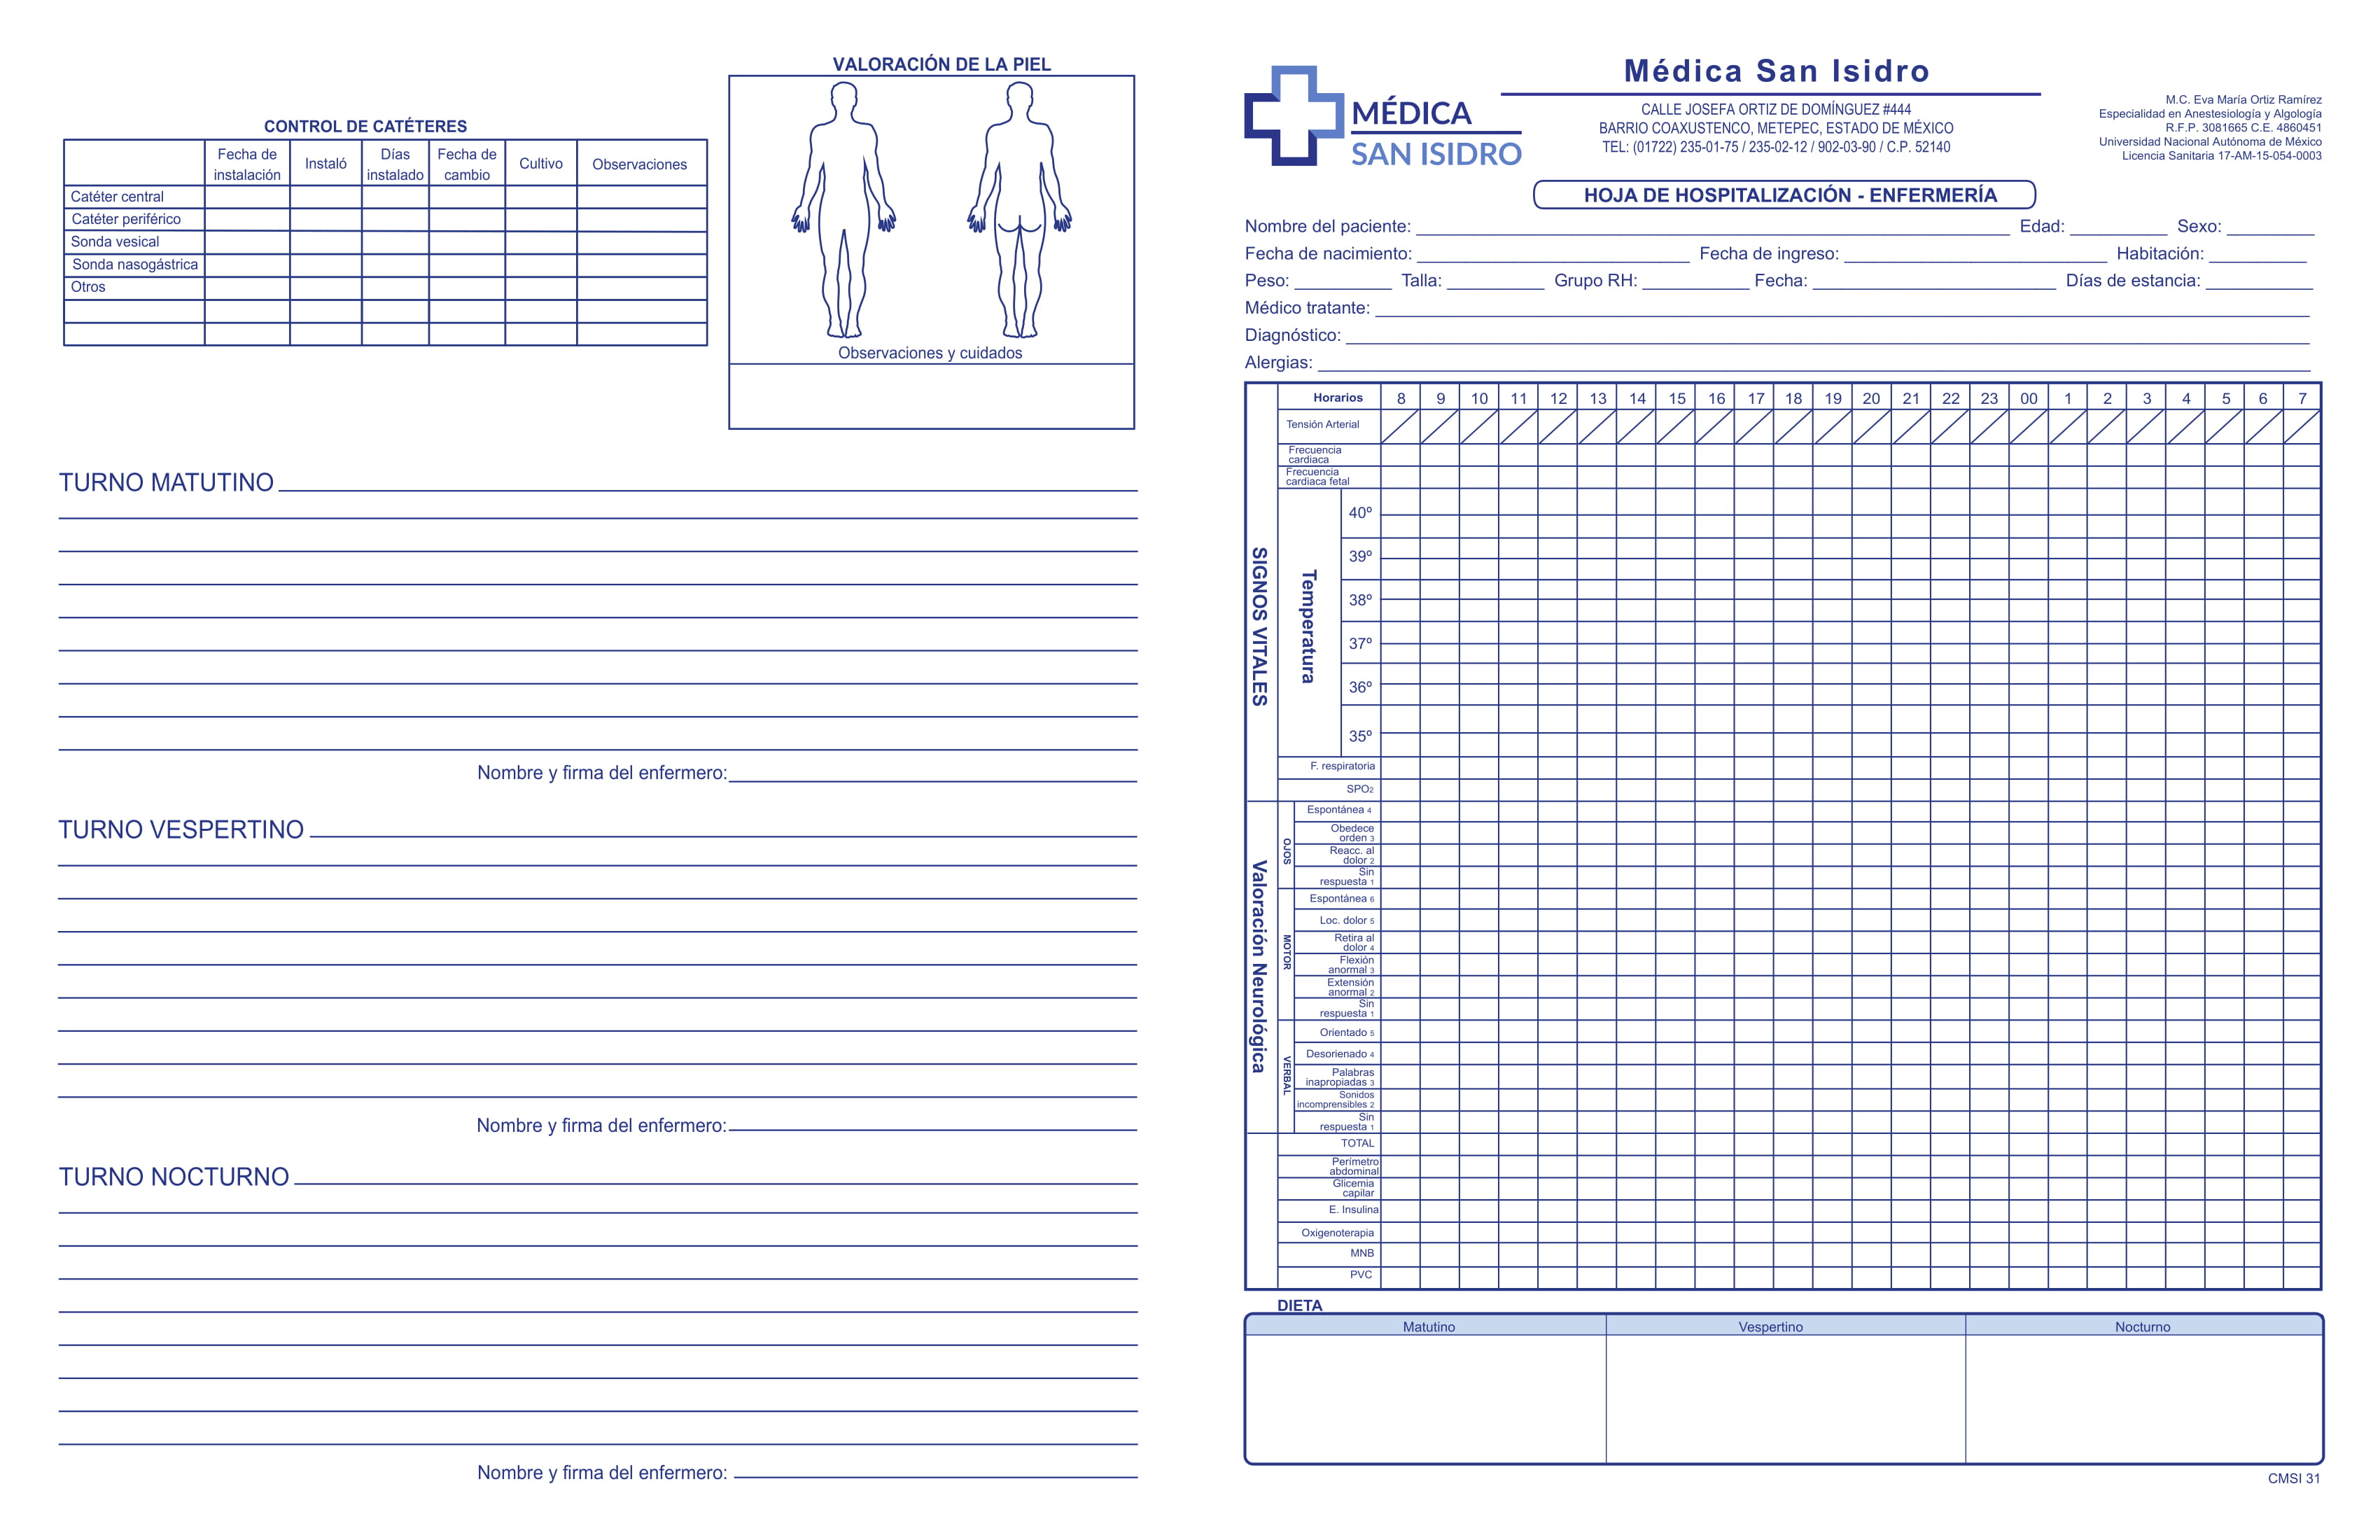 VALORACIÓN DE LA PIEL
CONTROL DE CATÉTERES
Fecha de instalación Instaló Días instalado Fecha de cambio Cultivo Observaciones
Catéter central
Catéter periférico
Sonda vesical
Sonda nasogástrica
Otros
Observaciones y cuidados
TURNO MATUTINO
Nombre y firma del enfermero:
TURNO VESPERTINO
Nombre y firma del enfermero:
TURNO NOCTURNO
Nombre y firma del enfermero:
MÉDICA
SAN ISIDRO
Médica San Isidro
CALLE JOSEFA ORTIZ DE DOMÍNGUEZ #444
BARRIO COAXUSTENCO, METEPEC, ESTADO DE MÉXICO
TEL: (01722) 235-01-75 / 235-02-12 / 902-03-90 / C.P. 52140
M.C. Eva María Ortiz Ramírez
Especialidad en Anestesiología y Algología
R.F.P. 3081665 C.E. 4860451
Universidad Nacional Autónoma de México
Licencia Sanitaria 17-AM-15-054-0003
HOJA DE HOSPITALIZACIÓN - ENFERMERÍA
Nombre del paciente: Edad: Sexo:
Fecha de nacimiento: Fecha de ingreso: Habitación:
Peso: Talla: Grupo RH: Fecha: Días de estancia:
Médico tratante:
Diagnóstico:
Alergias:
Horarios 8 9 10 11 12 13 14 15 16 17 18 19 20 21 22 23 00 1 2 3 4 5 6 7
SIGNOS VITALES
Tensión Arterial
Frecuencia
cardiaca
Frecuencia
cardiaca fetal
Temperatura
40º
39º
38º
37º
36º
35º
F. respiratoria
SPO2
Valoración Neurológica
OJOS
Espontánea 4
Obedece
orden 3
Reacc. al
dolor 2
Sin
respuesta 1
MOTOR
Espontánea 6
Loc. dolor 5
Retira al
dolor 4
Flexión
anormal 3
Extensión
anormal 2
Sin
respuesta 1
VERBAL
Orientado 5
Desorienado 4
Palabras
inapropiadas 3
Sonidos
incomprensibles 2
Sin
respuesta 1
TOTAL
Perímetro
abdominal
Glicemia
capilar
E. Insulina
Oxigenoterapia
MNB
PVC
DIETA
Matutino Vespertino Nocturno
CMSI 31